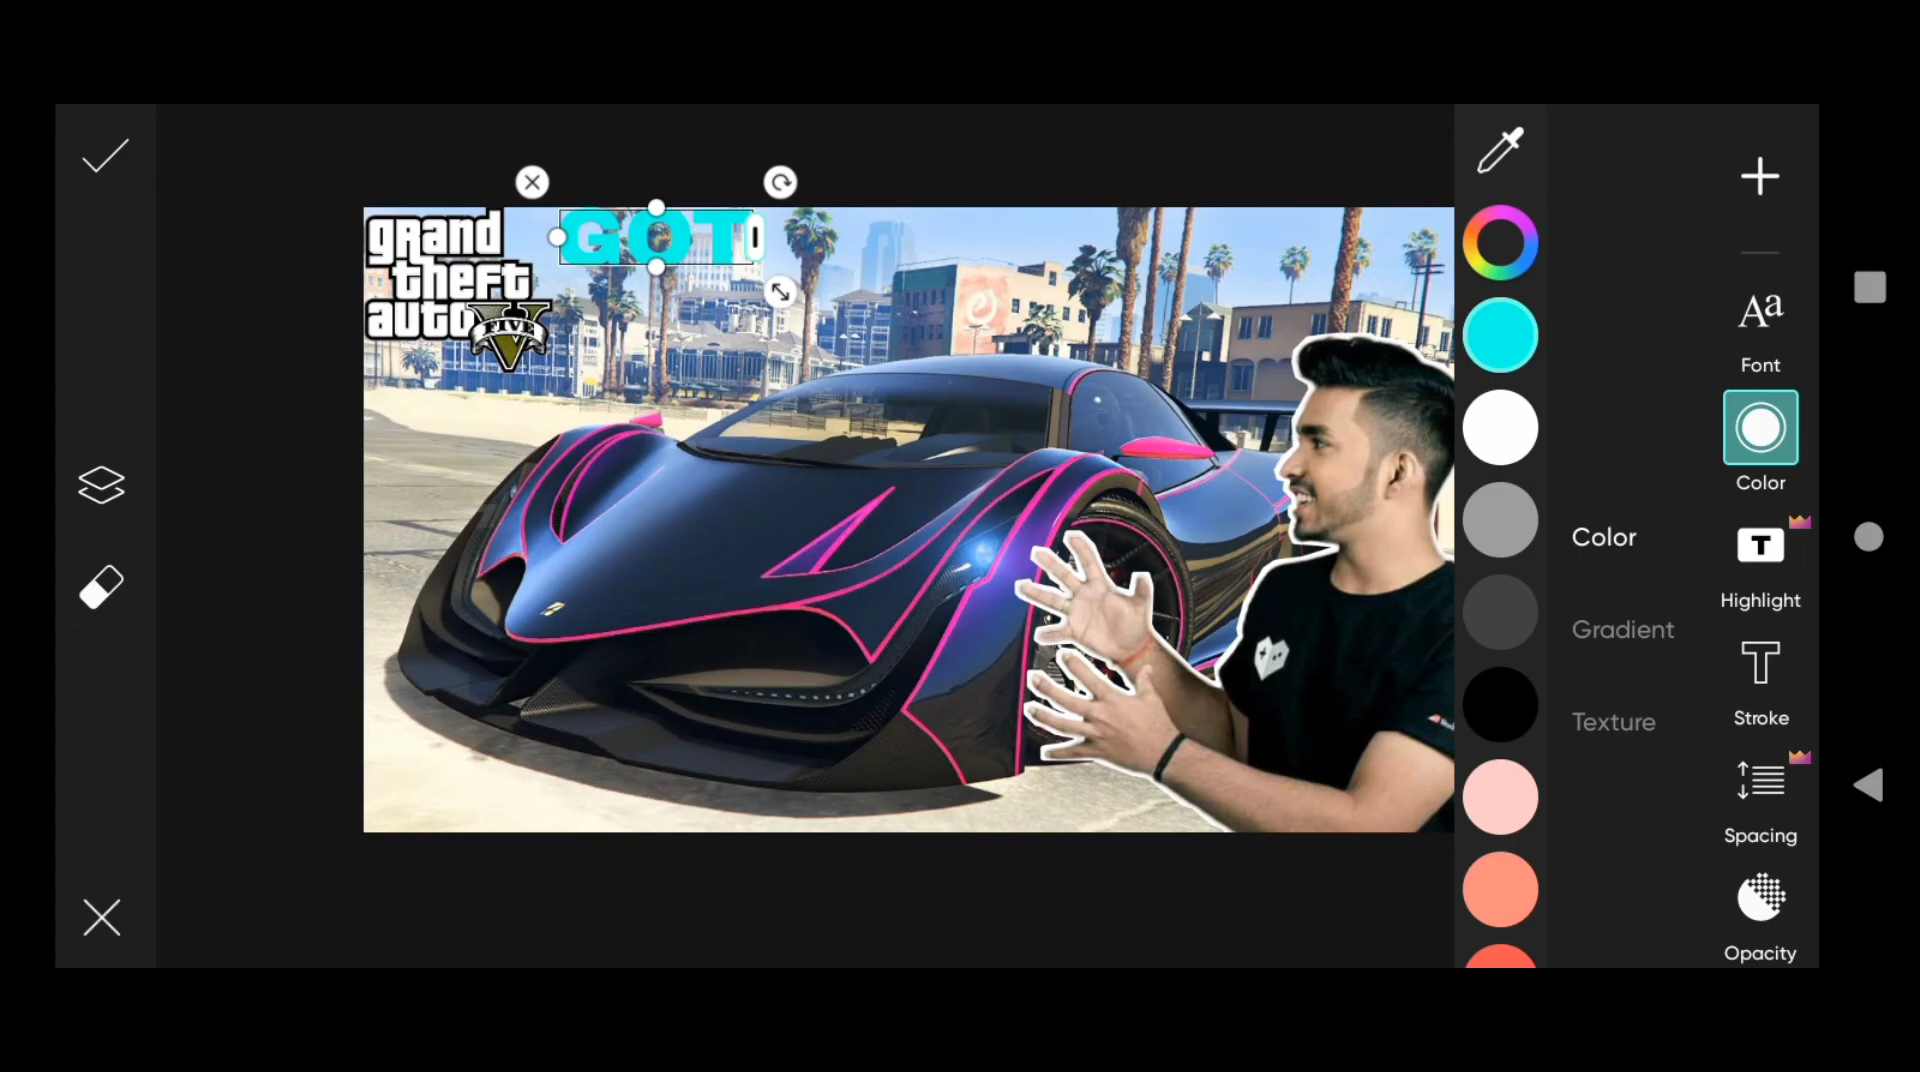 grand
theft
auto
FIVE
GOT
Font
Color
Color
Highlight
Gradient
Stroke
Texture
Spacing
Opacity